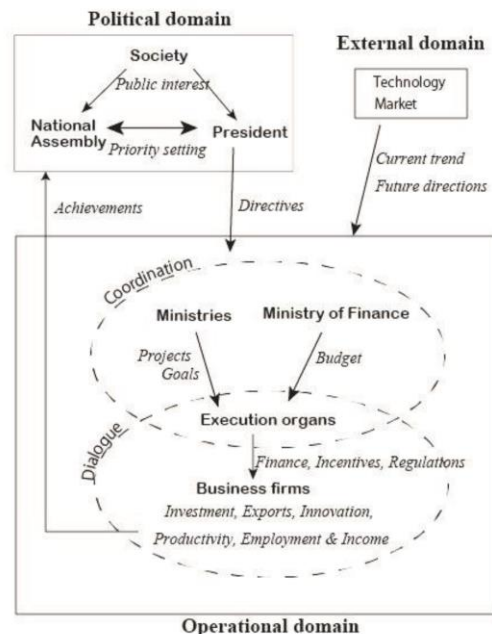 Political domain
Society
Public interest
National
Assembly
President
Priority setting
External domain
Technology
Market
Current trend
Future directions
Achievements
Directives
Coordination
Ministries
Ministry of Finance
Projects
Goals
Budget
Execution organs
Dialogue
Finance, Incentives, Regulations
Business firms
Investment, Exports, Innovation,
Productivity, Employment & Income
Operational domain